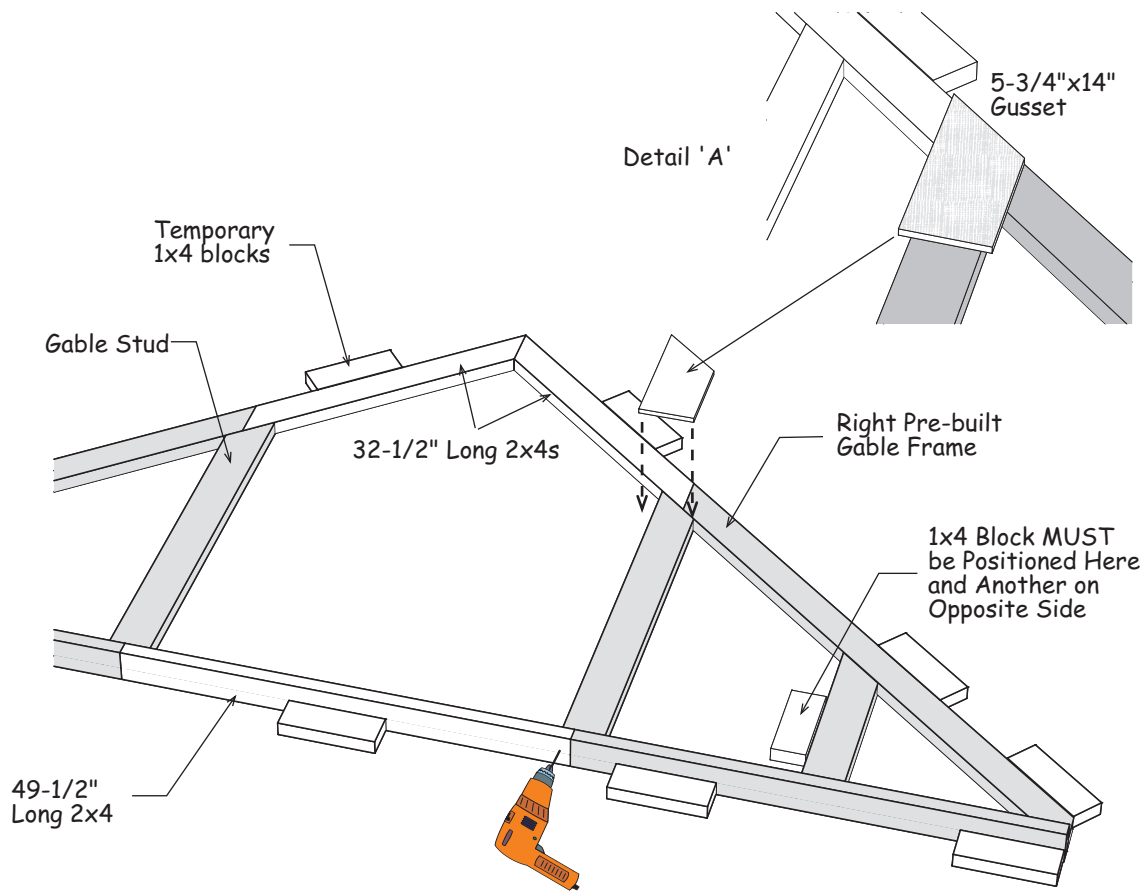 5-3/4"x14"
Gusset
Detail 'A'
Temporary
1x4 blocks
Gable Stud
32-1/2" Long 2x4s
Right Pre-built
Gable Frame
1x4 Block MUST
be Positioned Here
and Another on
Opposite Side
49-1/2"
Long 2x4